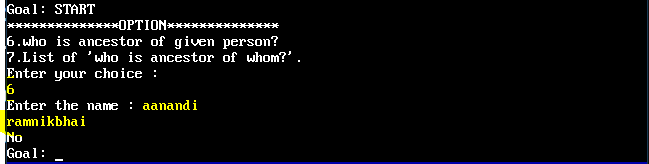 Goal: START
**************OPTION**************
6.who is ancestor of given person?
7.List of 'who is ancestor of whom?'.
Enter your choice :
6
Enter the name : aanandi
ramnikbhai
No
Goal: _